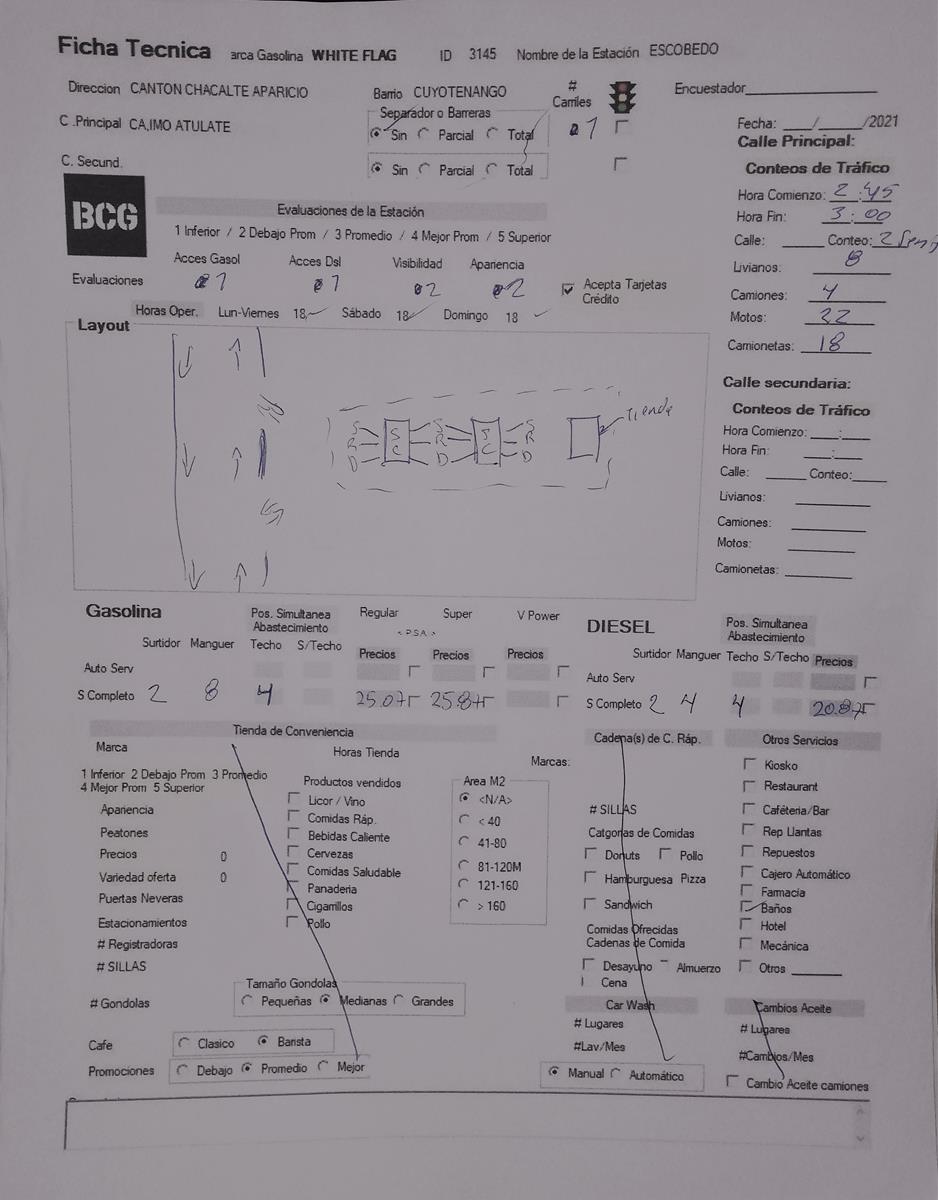 Ficha Tecnica arca Gasolina WHITE FLAG ID 3145 Nombre de la Estación ESCOBEDO
Direccion CANTON CHACALTE APARICIO Barrio CUYOTENANGO # Carriles Encuestador
Separador o Barreras
C .Principal CA,IMO ATULATE Sin Parcial Total 1 Fecha: ___/___/2021
Calle Principal:
C. Secund. Sin Parcial Total Conteos de Tráfico
BCG
Hora Comienzo: 2:45
Evaluaciones de la Estación Hora Fin: 3:00
1 Inferior / 2 Debajo Prom / 3 Promedio / 4 Mejor Prom / 5 Superior Calle: Conteo: 2
Acces Gasol Acces Dsl Visibilidad Apariencia Livianos: 8
Evaluaciones 1 1 2 2 Acepta Tarjetas Crédito Camiones: 4
Horas Oper. Lun-Viernes 18 Sábado 18 Domingo 18 Motos: 22
Layout Camionetas: 18
Calle secundaria:
Conteos de Tráfico
Tienda
S S S S S
R C R C R
D D D
Hora Comienzo: __:__
Hora Fin: __:__
Calle: Conteo:
Livianos:
Camiones:
Motos:
Camionetas:
Gasolina Pos. Simultanea Abastecimiento Regular Super V Power
< P.S.A. >
Surtidor Manguer Techo S/Techo Precios Precios Precios
Auto Serv
S Completo 2 8 4 25.07 25.87
DIESEL Pos. Simultanea Abastecimiento
Surtidor Manguer Techo S/Techo Precios
Auto Serv
S Completo 2 4 4 20.87
Tienda de Conveniencia
Marca Horas Tienda Marcas:
1 Inferior 2 Debajo Prom 3 Promedio
4 Mejor Prom 5 Superior
Apariencia
Peatones
Precios 0
Variedad oferta 0
Puertas Neveras
Estacionamientos
# Registradoras
# SILLAS
# Gondolas
Productos vendidos
Licor / Vino
Comidas Ráp.
Bebidas Caliente
Cervezas
Comidas Saludable
Panaderia
Cigarrillos
Pollo
Area M2
<N/A>
< 40
41-80
81-120M
121-160
> 160
Tamaño Gondolas
Pequeñas Medianas Grandes
Cafe Clasico Barista
Promociones Debajo Promedio Mejor
Cadena(s) de C. Ráp.
# SILLAS
Catgorias de Comidas
Donuts Pollo
Hamburguesa Pizza
Sandwich
Comidas Ofrecidas
Cadenas de Comida
Desayuno Almuerzo
Cena
Car Wash
# Lugares
#Lav/Mes
Manual Automático
Otros Servicios
Kiosko
Restaurant
Caféteria/Bar
Rep Llantas
Repuestos
Cajero Automático
Farmacia
Baños
Hotel
Mecánica
Otros
Cambios Aceite
# Lugares
#Cambios/Mes
Cambio Aceite camiones